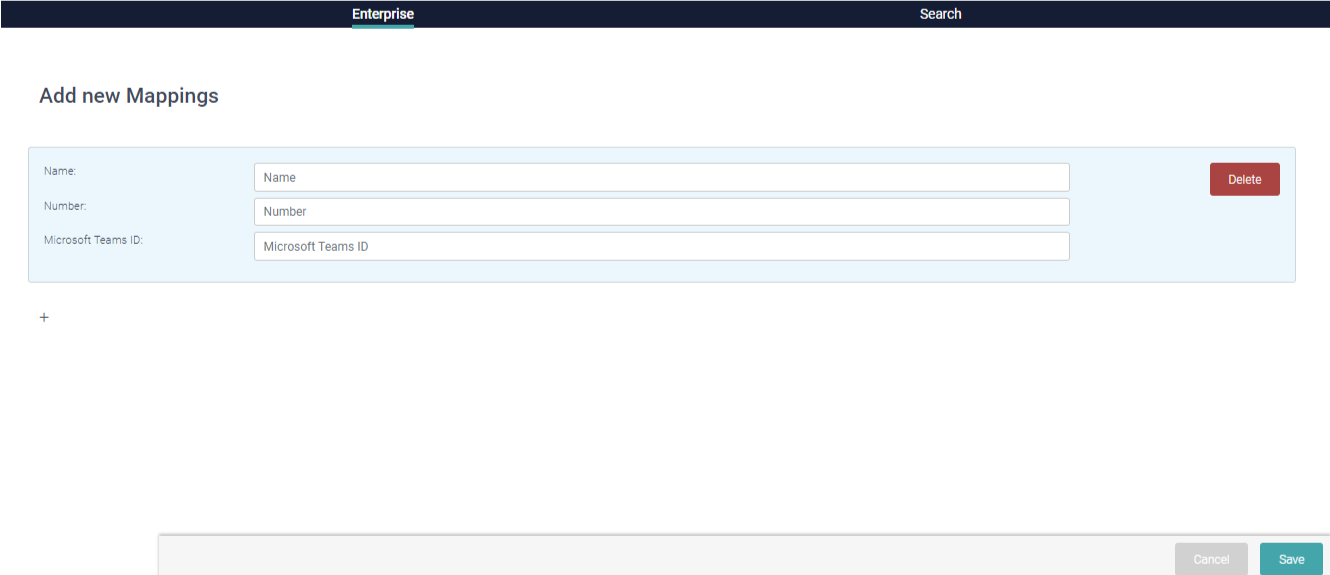 Enterprise Search
Add new Mappings
Name: Name Delete
Number: Number
Microsoft Teams ID: Microsoft Teams ID
+
Cancel Save